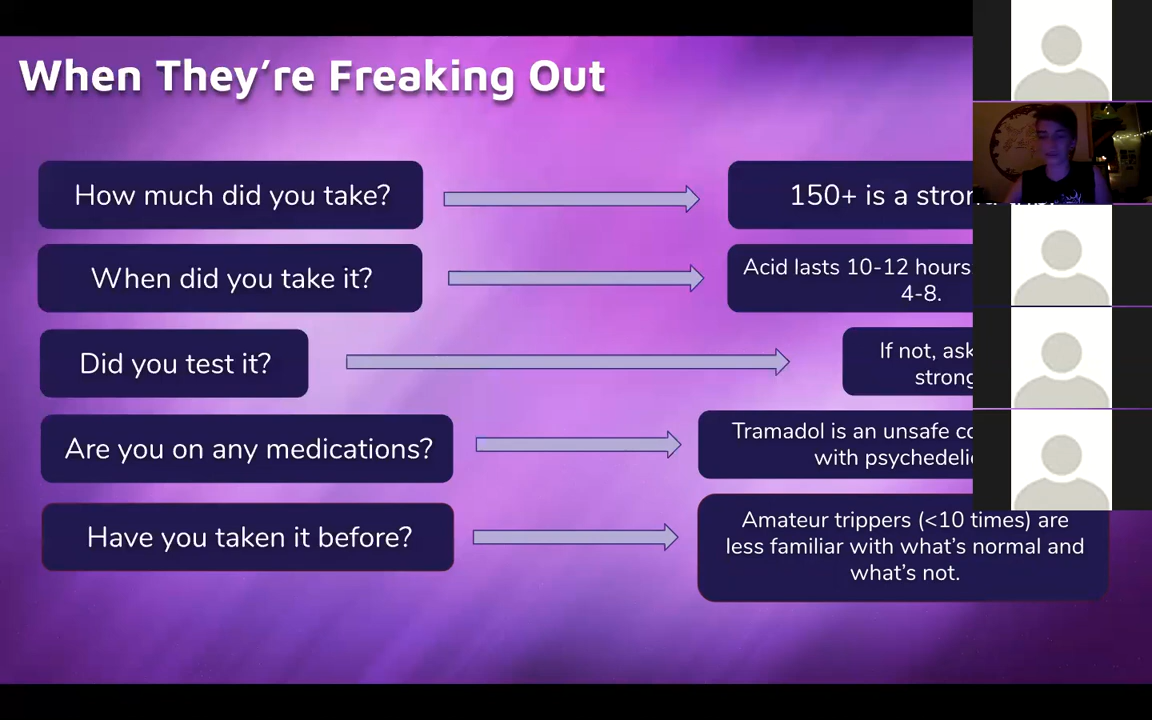 When They’re Freaking Out
How much did you take?
150+ is a
When did you take it?
Acid lasts 10-12 hours
4-8.
Did you test it?
If not, ask
strong
Are you on any medications?
Tramadol is an unsafe
with
Have you taken it before?
Amateur trippers (<10 times) are
less familiar with what’s normal and
what’s not.